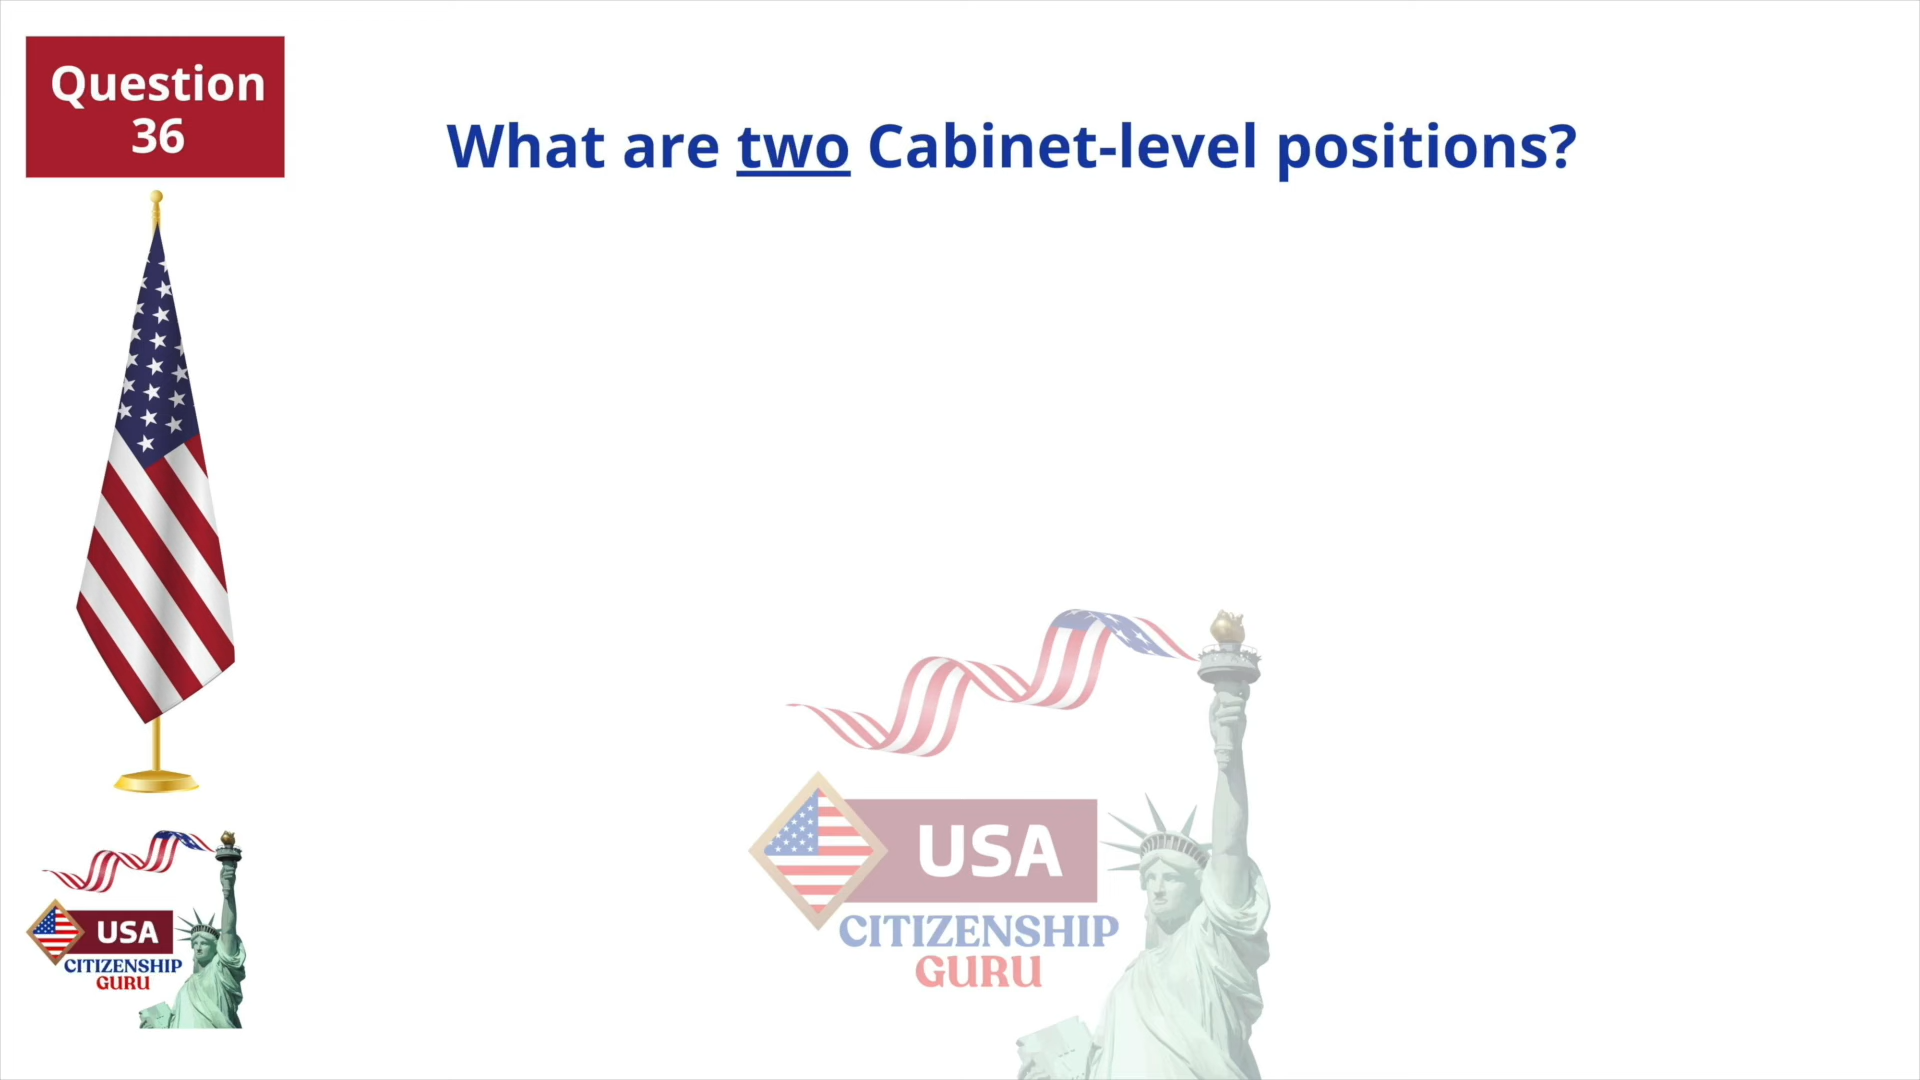 Question
36
What are two Cabinet-level positions?
USA
CITIZENSHIP
GURU
USA
CITIZENSHIP
GURU